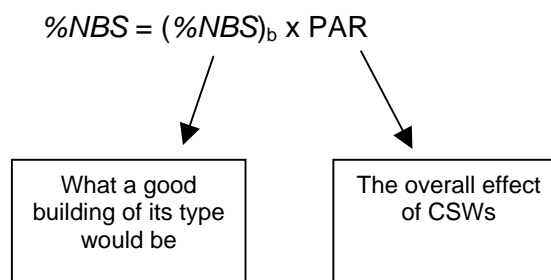 %NBS = (%NBS)b x PAR
What a good
building of its type
would be
The overall effect
of CSWs